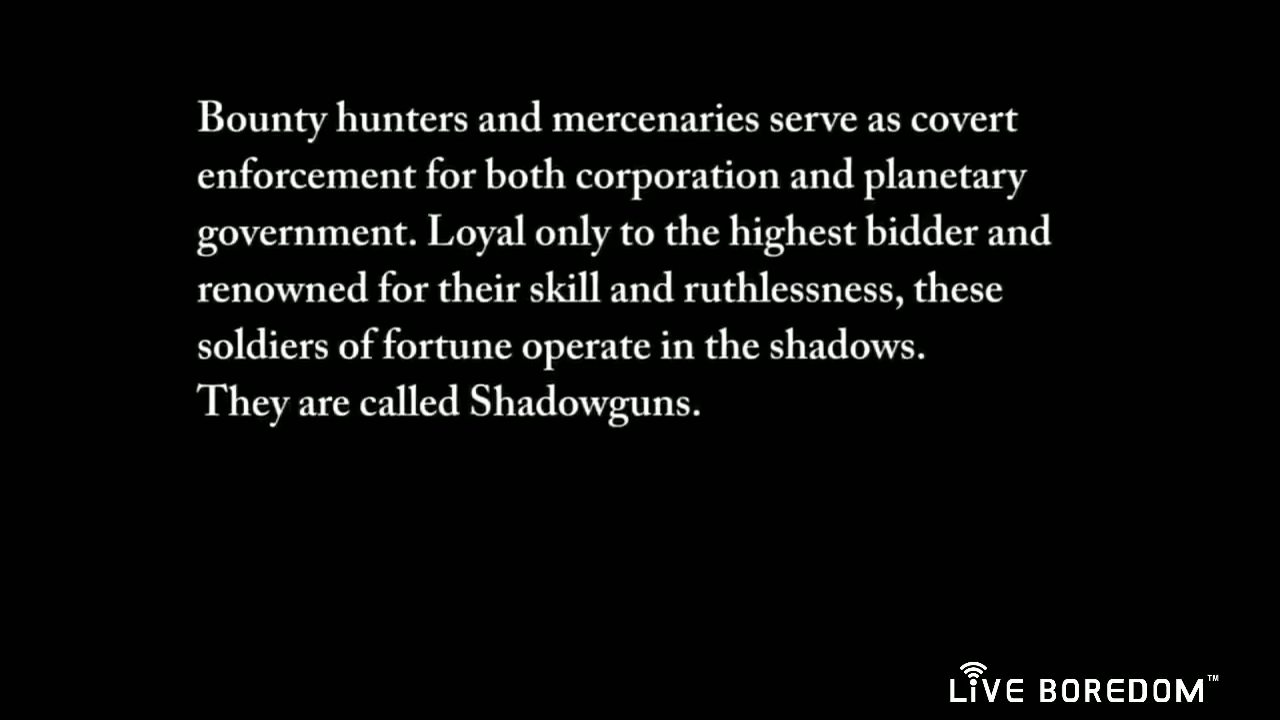 Bounty hunters and mercenaries serve as covert
enforcement for both corporation and planetary
government. Loyal only to the highest bidder and
renowned for their skill and ruthlessness, these
soldiers of fortune operate in the shadows.
They are called Shadowguns.
LiVE BOREDOM™